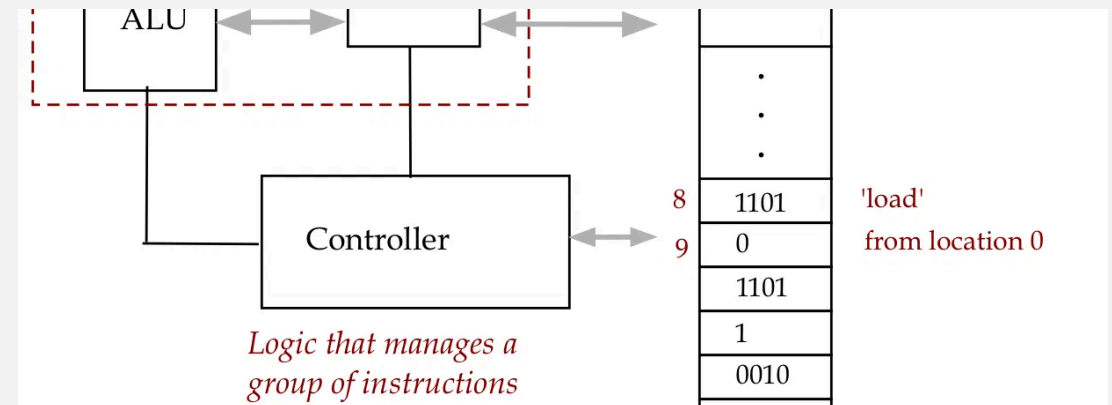 ALU
8
1101
'load'
Controller
9
0
from location 0
1101
1
0010
Logic that manages a
group of instructions